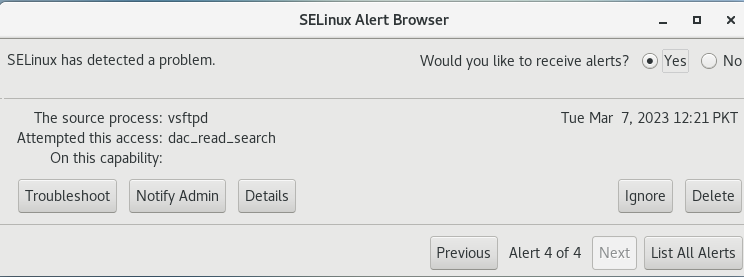 SELinux Alert Browser
SELinux has detected a problem.
Would you like to receive alerts? Yes No
The source process: vsftpd
Tue Mar 7, 2023 12:21 PKT
Attempted this access: dac_read_search
On this capability:
Troubleshoot Notify Admin Details Ignore Delete
Previous Alert 4 of 4 Next List All Alerts